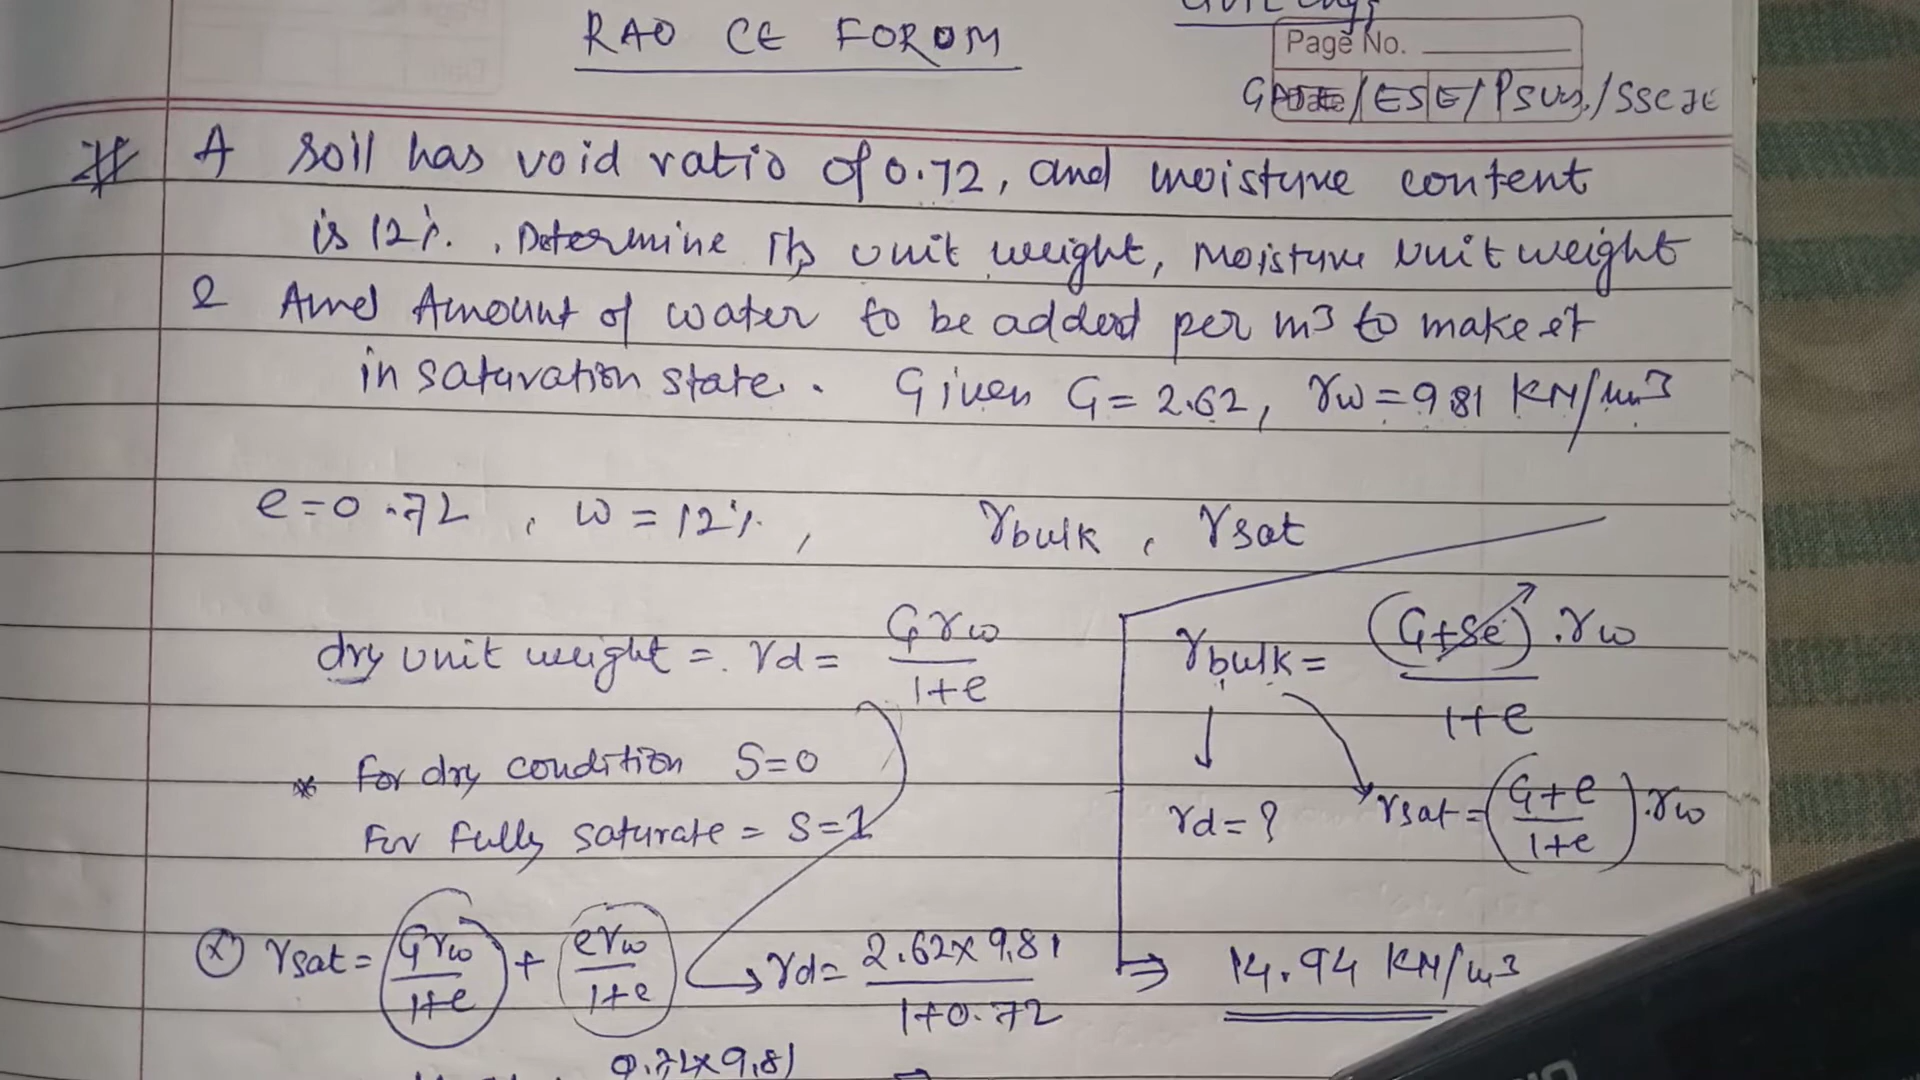 RAO CE FOROM
Page No.
GATE/ESE/PSUs./SSC JE
# A soil has void ratio of 0.72, and moisture content
is 12%. , Determine its unit weight, Moisture Unit weight
& And Amount of water to be added per m3 to make it
in saturation state. . Given G = 2.62, γw = 9.81 KN/m3
e=0.72 , w = 12%, γbulk, γsat
dry unit weight = γd = Gγw / 1+e
γbulk = (G+Se).γw / 1+e
* For dry condition S=0
For fully saturate = S=1
γd = ? γsat = (G+e / 1+e).γw
(*) γsat = (Gγw / 1+e) + (eγw / 1+e)
γd = 2.62×9.81 / 1+0.72 ⇒ 14.94 KN/m3
0.72×9.81